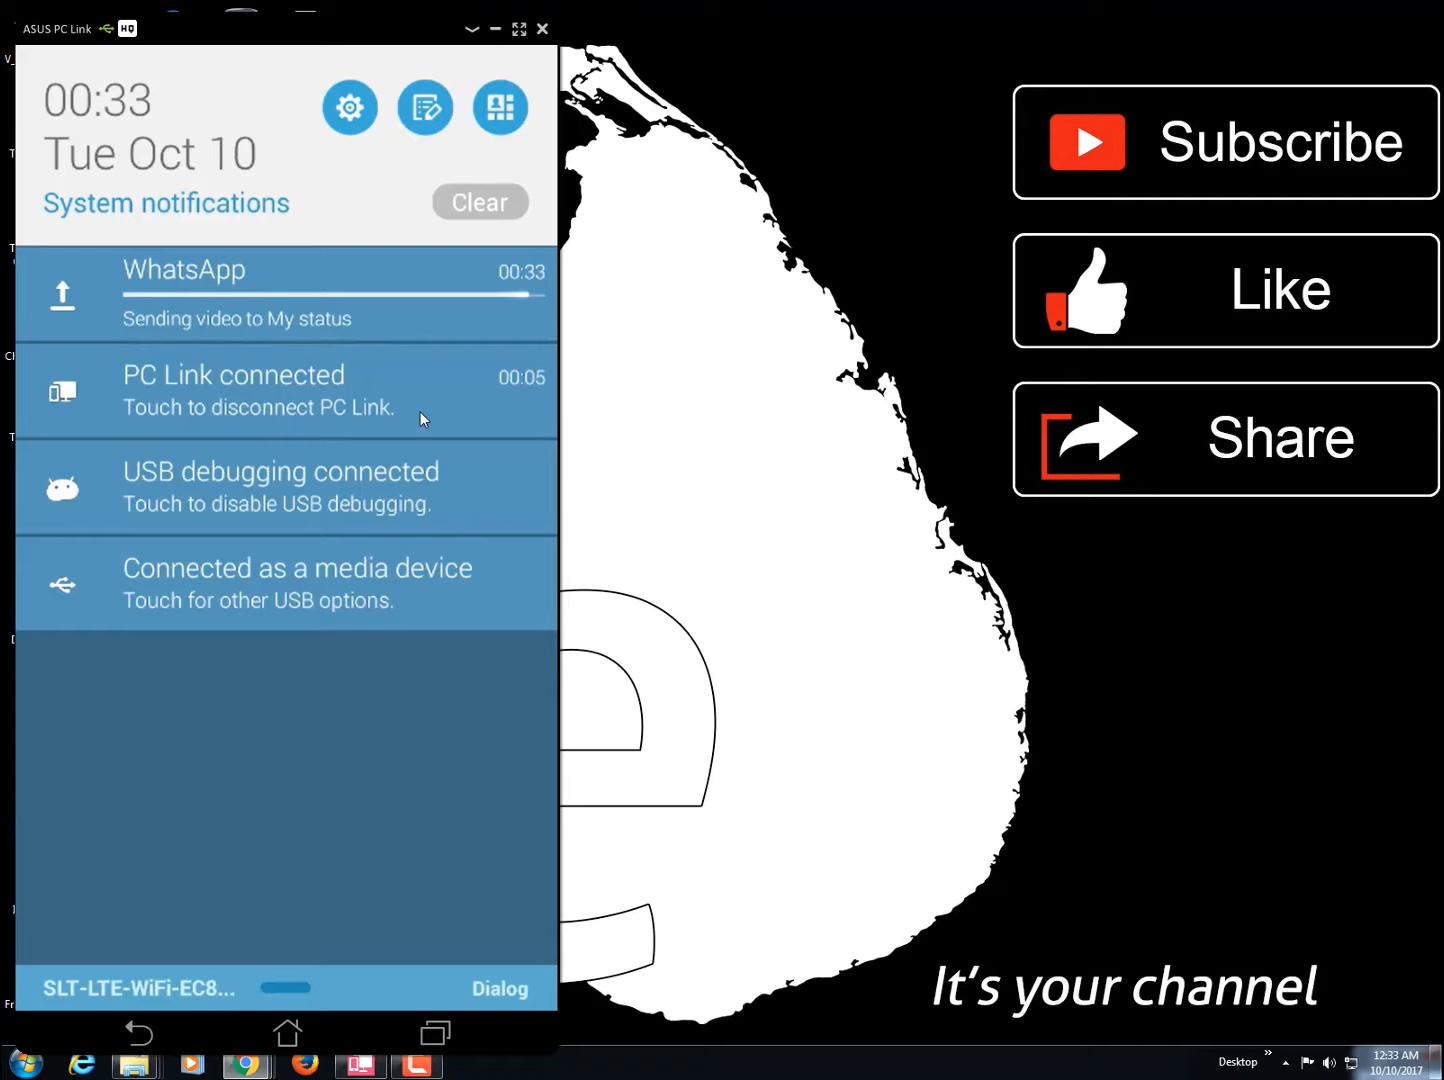 ASUS PC Link HQ
00:33
Tue Oct 10
System notifications
Clear
WhatsApp
00:33
Sending video to My status
PC Link connected
00:05
Touch to disconnect PC Link.
USB debugging connected
Touch to disable USB debugging.
Connected as a media device
Touch for other USB options.
SLT-LTE-WiFi-EC8...
Dialog
Subscribe
Like
Share
It's your channel
Desktop
12:33 AM
10/10/2017